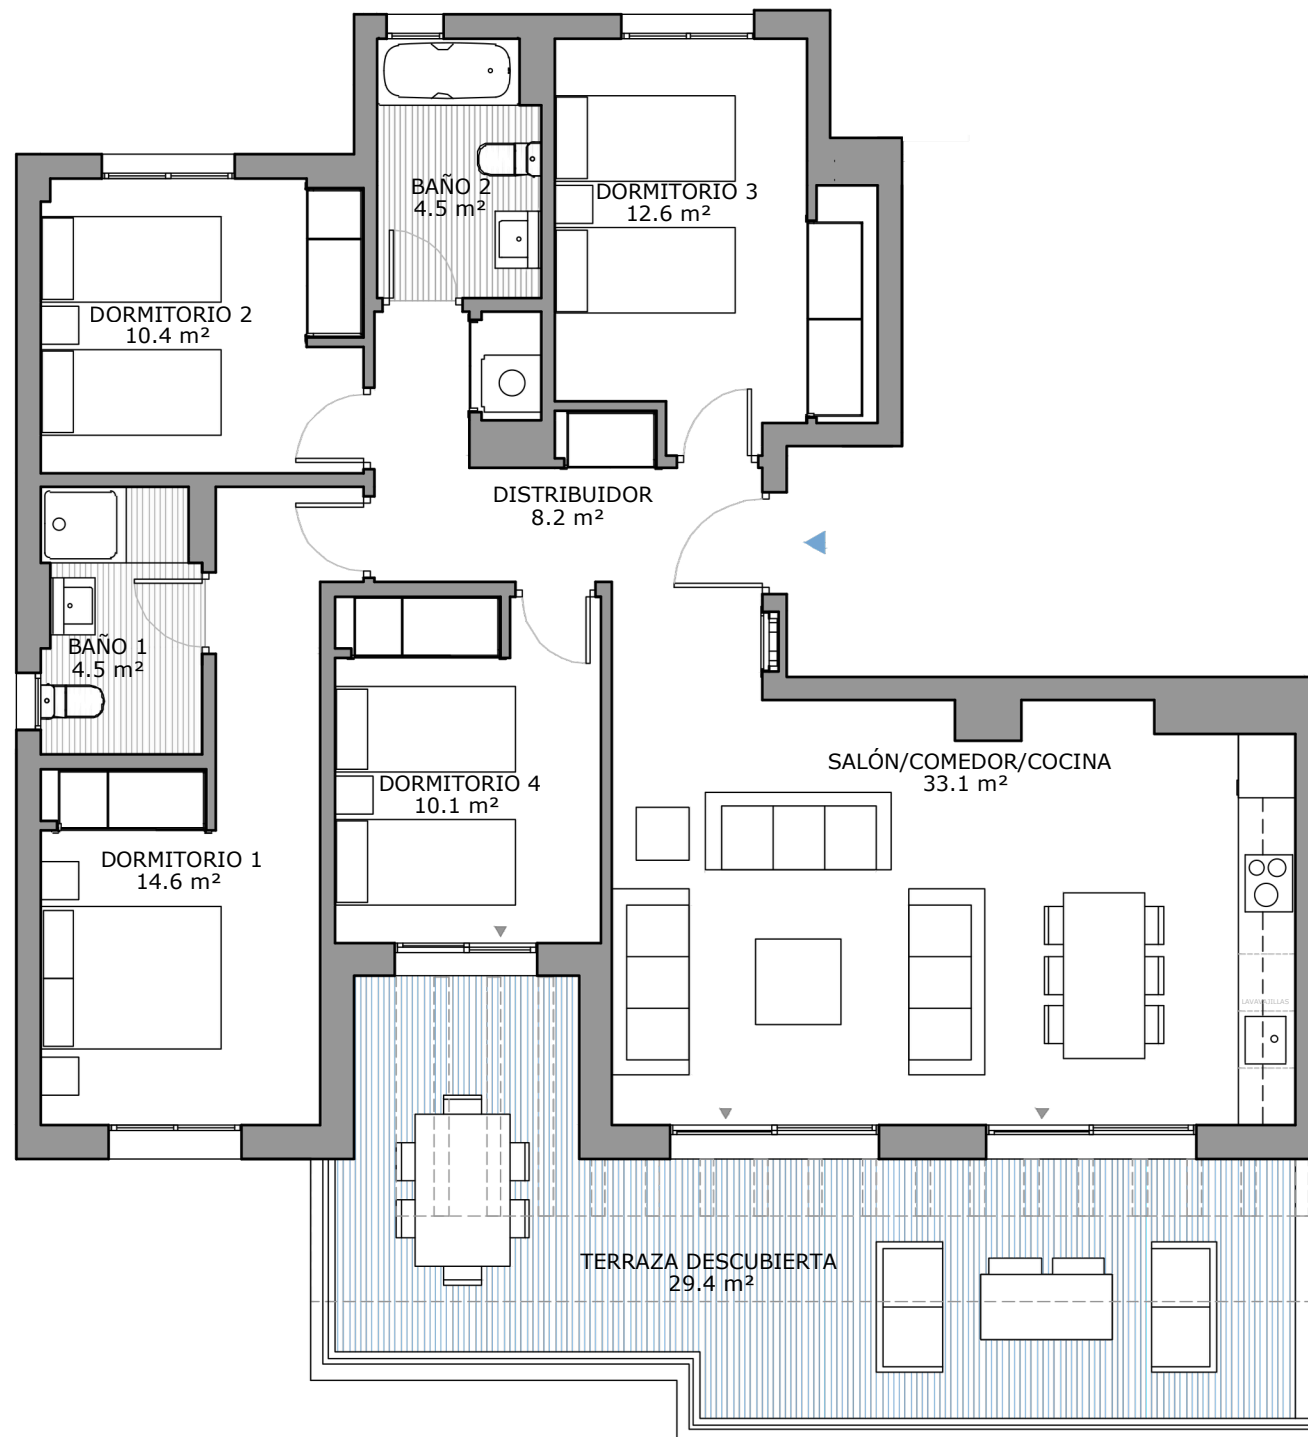 BAÑO 2
4.5 m²
DORMITORIO 3
12.6 m²
DORMITORIO 2
10.4 m²
DISTRIBUIDOR
8.2 m²
BAÑO 1
4.5 m²
SALÓN/COMEDOR/COCINA
33.1 m²
DORMITORIO 4
10.1 m²
DORMITORIO 1
14.6 m²
LAVAVAJILLAS
TERRAZA DESCUBIERTA
29.4 m²